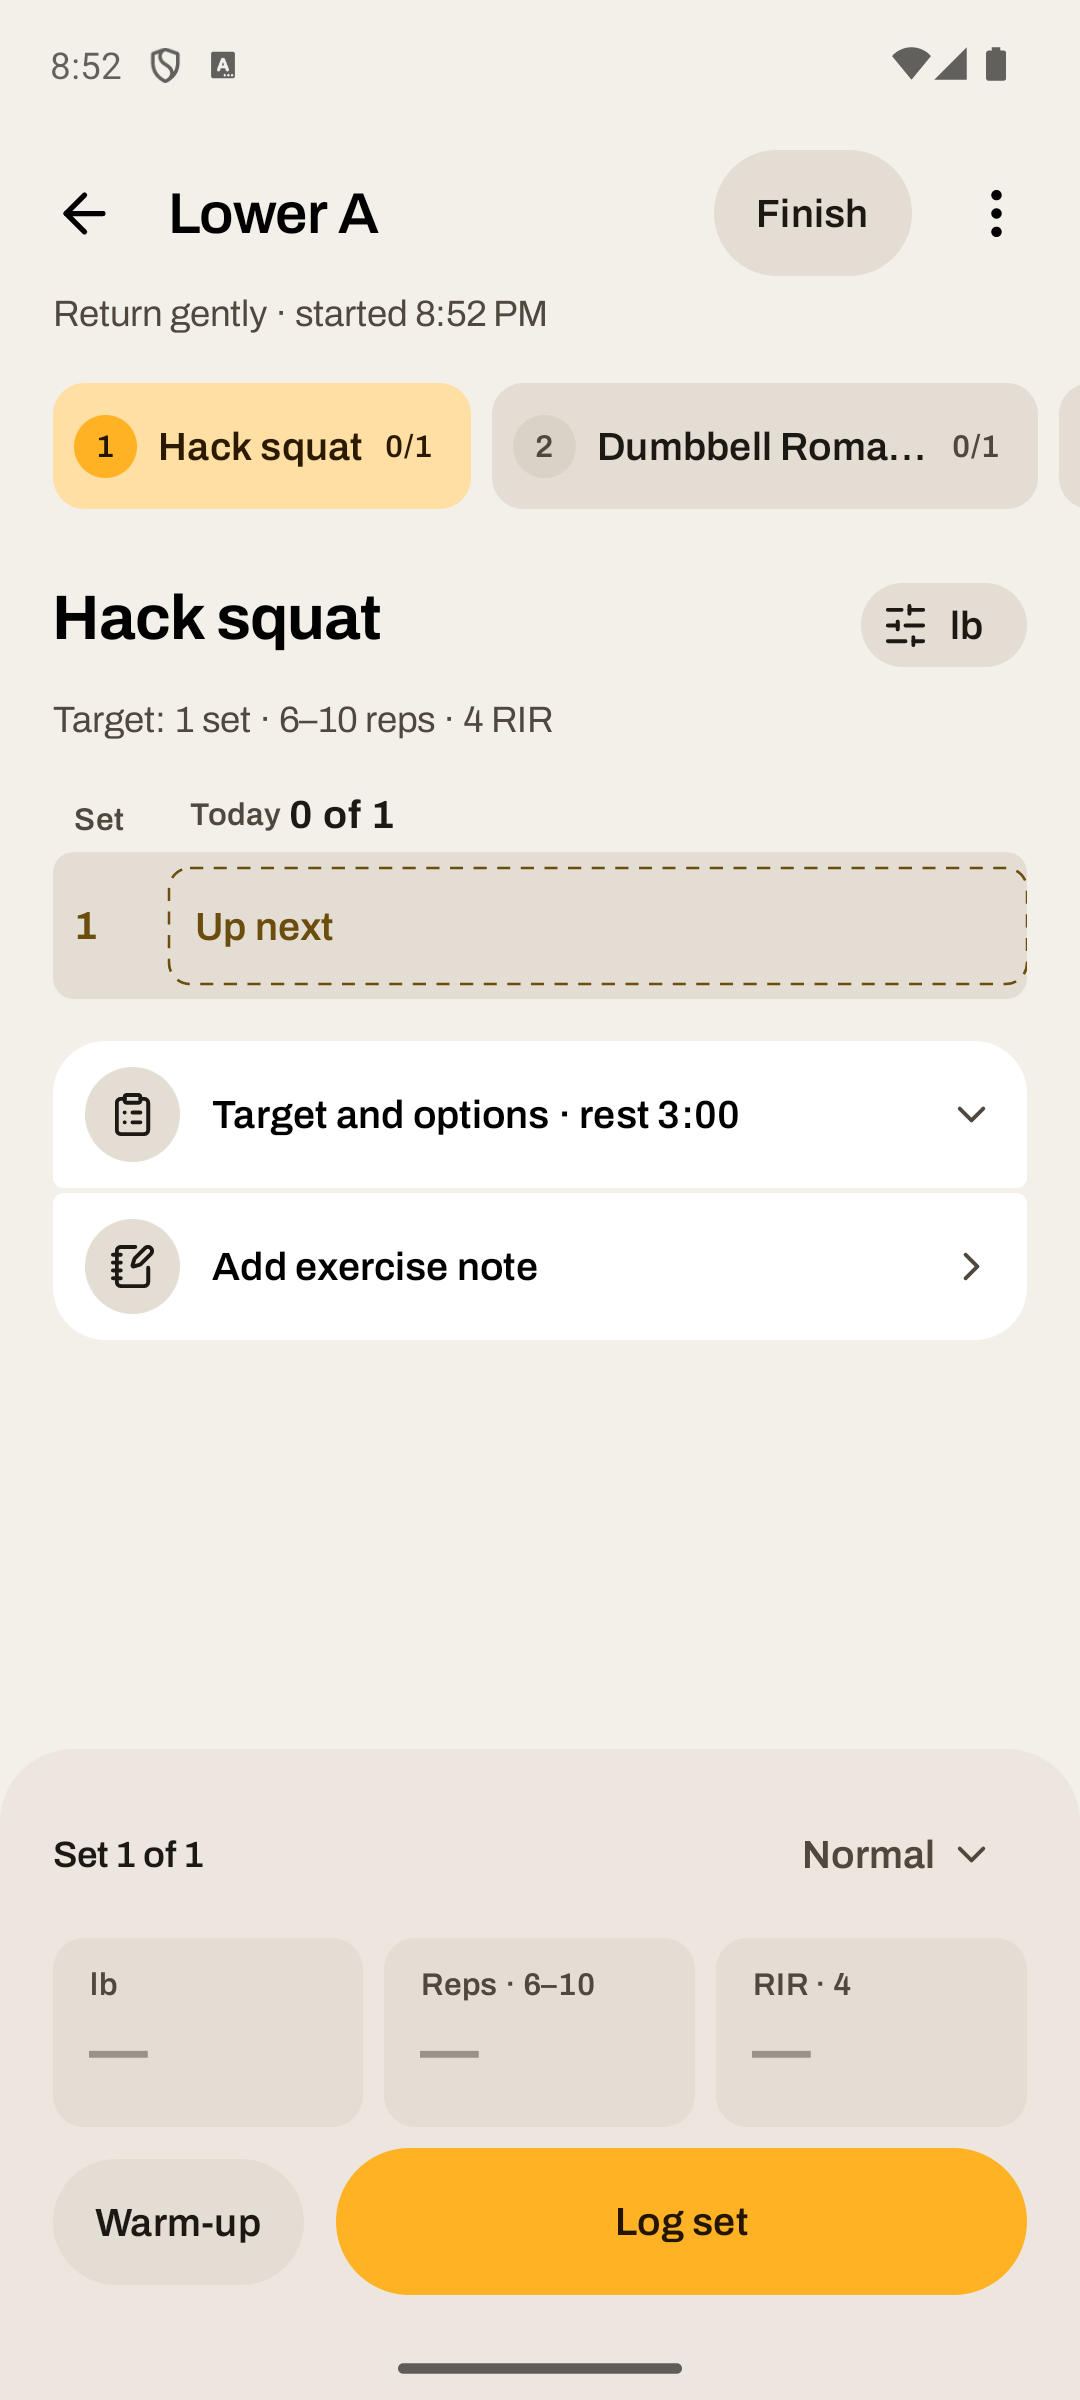 8:52
Lower A
Finish
Return gently · started 8:52 PM
1 Hack squat 0/1
2 Dumbbell Roma... 0/1
Hack squat
lb
Target: 1 set · 6–10 reps · 4 RIR
Set Today 0 of 1
1 Up next
Target and options · rest 3:00
Add exercise note
Set 1 of 1
Normal
lb
Reps · 6–10
RIR · 4
—
—
—
Warm-up
Log set